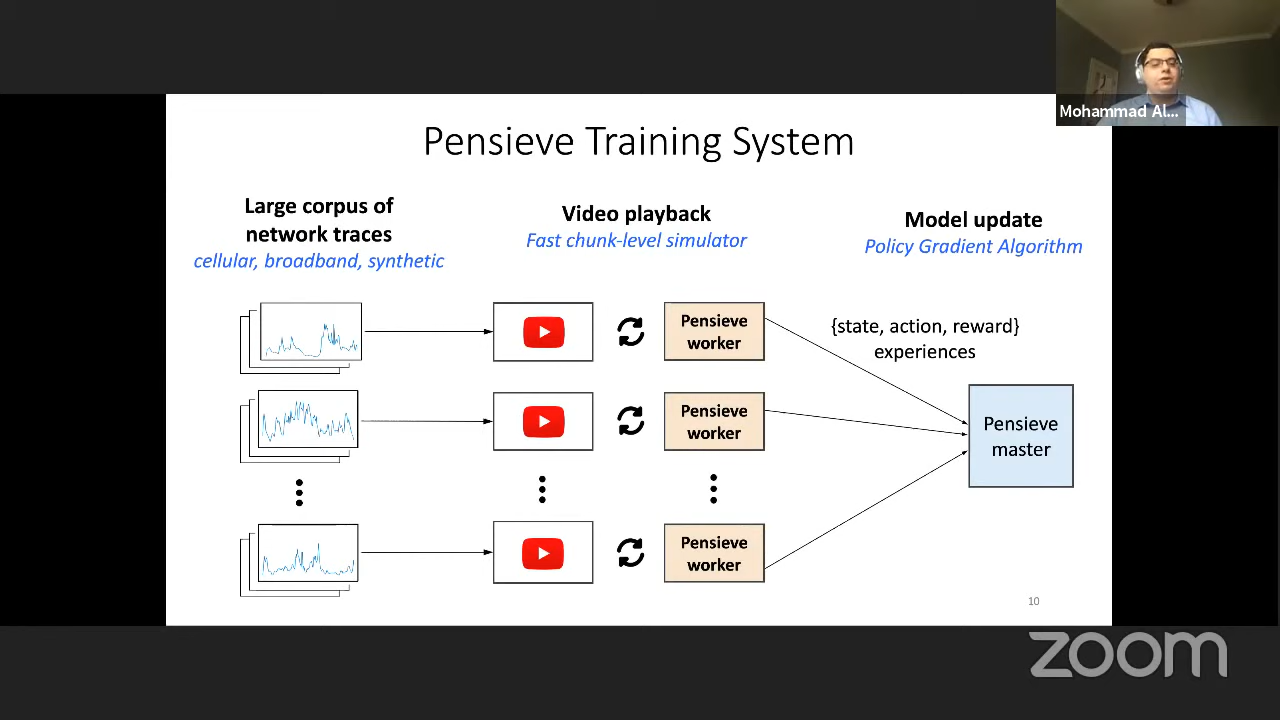 Mohammad Al...
Pensieve Training System
Large corpus of
network traces
cellular, broadband, synthetic
Video playback
Fast chunk-level simulator
Model update
Policy Gradient Algorithm
Pensieve
worker
{state, action, reward}
experiences
Pensieve
worker
Pensieve
master
Pensieve
worker
10
zoom